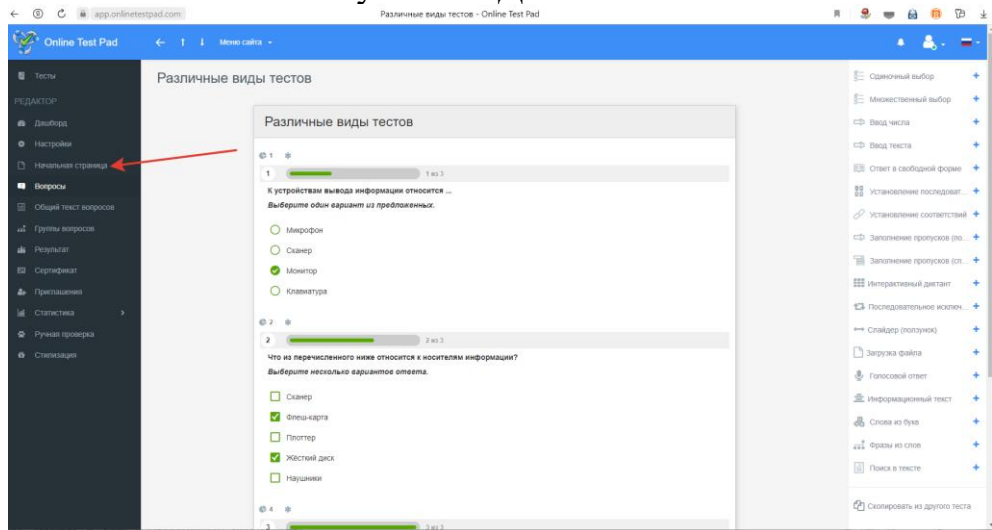 app.onlinetestpad.com
Различные виды тестов - Online Test Pad
Online Test Pad
Меню сайта
Тесты
РЕДАКТОР
Дашборд
Настройки
Начальная страница
Вопросы
Общий текст вопросов
Группы вопросов
Результат
Сертификат
Приглашения
Статистика
Ручная проверка
Стилизация
Различные виды тестов
Различные виды тестов
1
1 1 из 3
К устройствам вывода информации относится ...
Выберите один вариант из предложенных.
Микрофон
Сканер
Монитор
Клавиатура
2
2 2 из 3
Что из перечисленного ниже относится к носителям информации?
Выберите несколько вариантов ответа.
Сканер
Флеш-карта
Плоттер
Жёсткий диск
Наушники
4
3 3 из 3
Одиночный выбор
Множественный выбор
Ввод числа
Ввод текста
Ответ в свободной форме
Установление последоват...
Установление соответствий
Заполнение пропусков (по...
Заполнение пропусков (сп...
Интерактивный диктант
Последовательное исключ...
Слайдер (ползунок)
Загрузка файла
Голосовой ответ
Информационный текст
Слова из букв
Фразы из слов
Поиск в тексте
Скопировать из другого теста